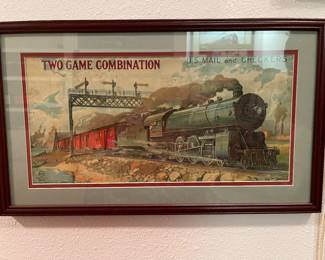 TWO GAME COMBINATION
U.S. MAIL and CHECKERS